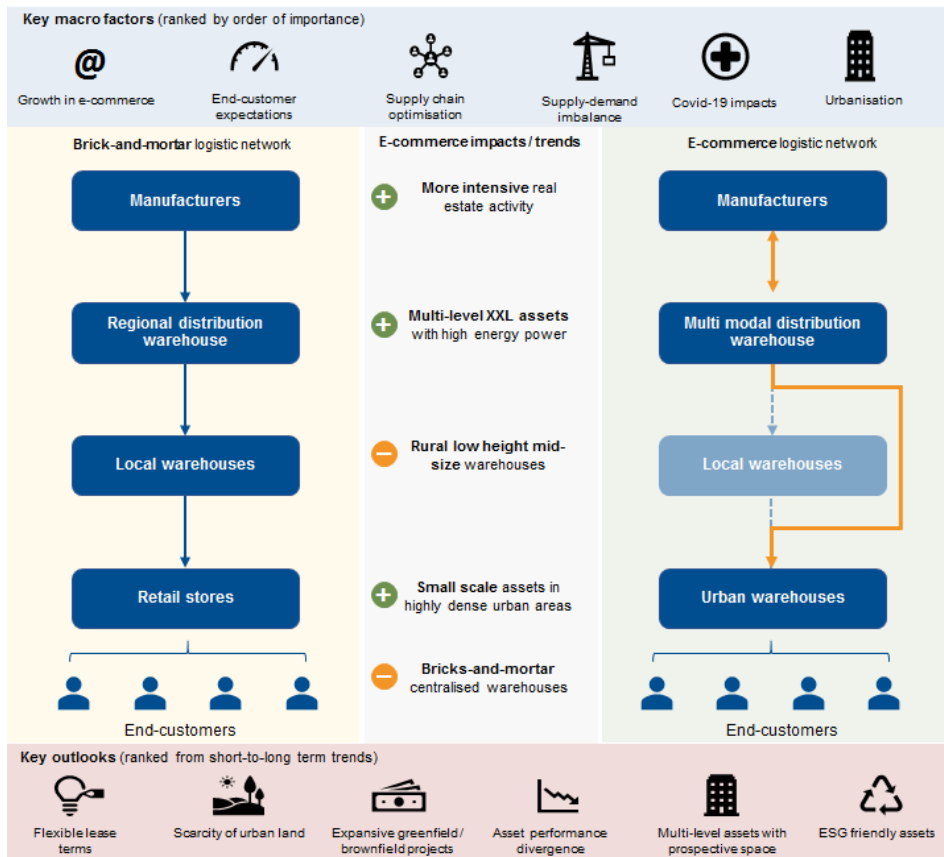 Key macro factors (ranked by order of importance)
@
Growth in e-commerce
End-customer
expectations
Supply chain
optimisation
Supply-demand
imbalance
Covid-19 impacts
Urbanisation
Brick-and-mortar logistic network
Manufacturers
Regional distribution
warehouse
Local warehouses
Retail stores
End-customers
E-commerce impacts / trends
More intensive real
estate activity
Multi-level XXL assets
with high energy power
Rural low height mid-
size warehouses
Small scale assets in
highly dense urban areas
Bricks-and-mortar
centralised warehouses
E-commerce logistic network
Manufacturers
Multi modal distribution
warehouse
Local warehouses
Urban warehouses
End-customers
Key outlooks (ranked from short-to-long term trends)
Flexible lease
terms
Scarcity of urban land
Expansive greenfield /
brownfield projects
Asset performance
divergence
Multi-level assets with
prospective space
ESG friendly assets